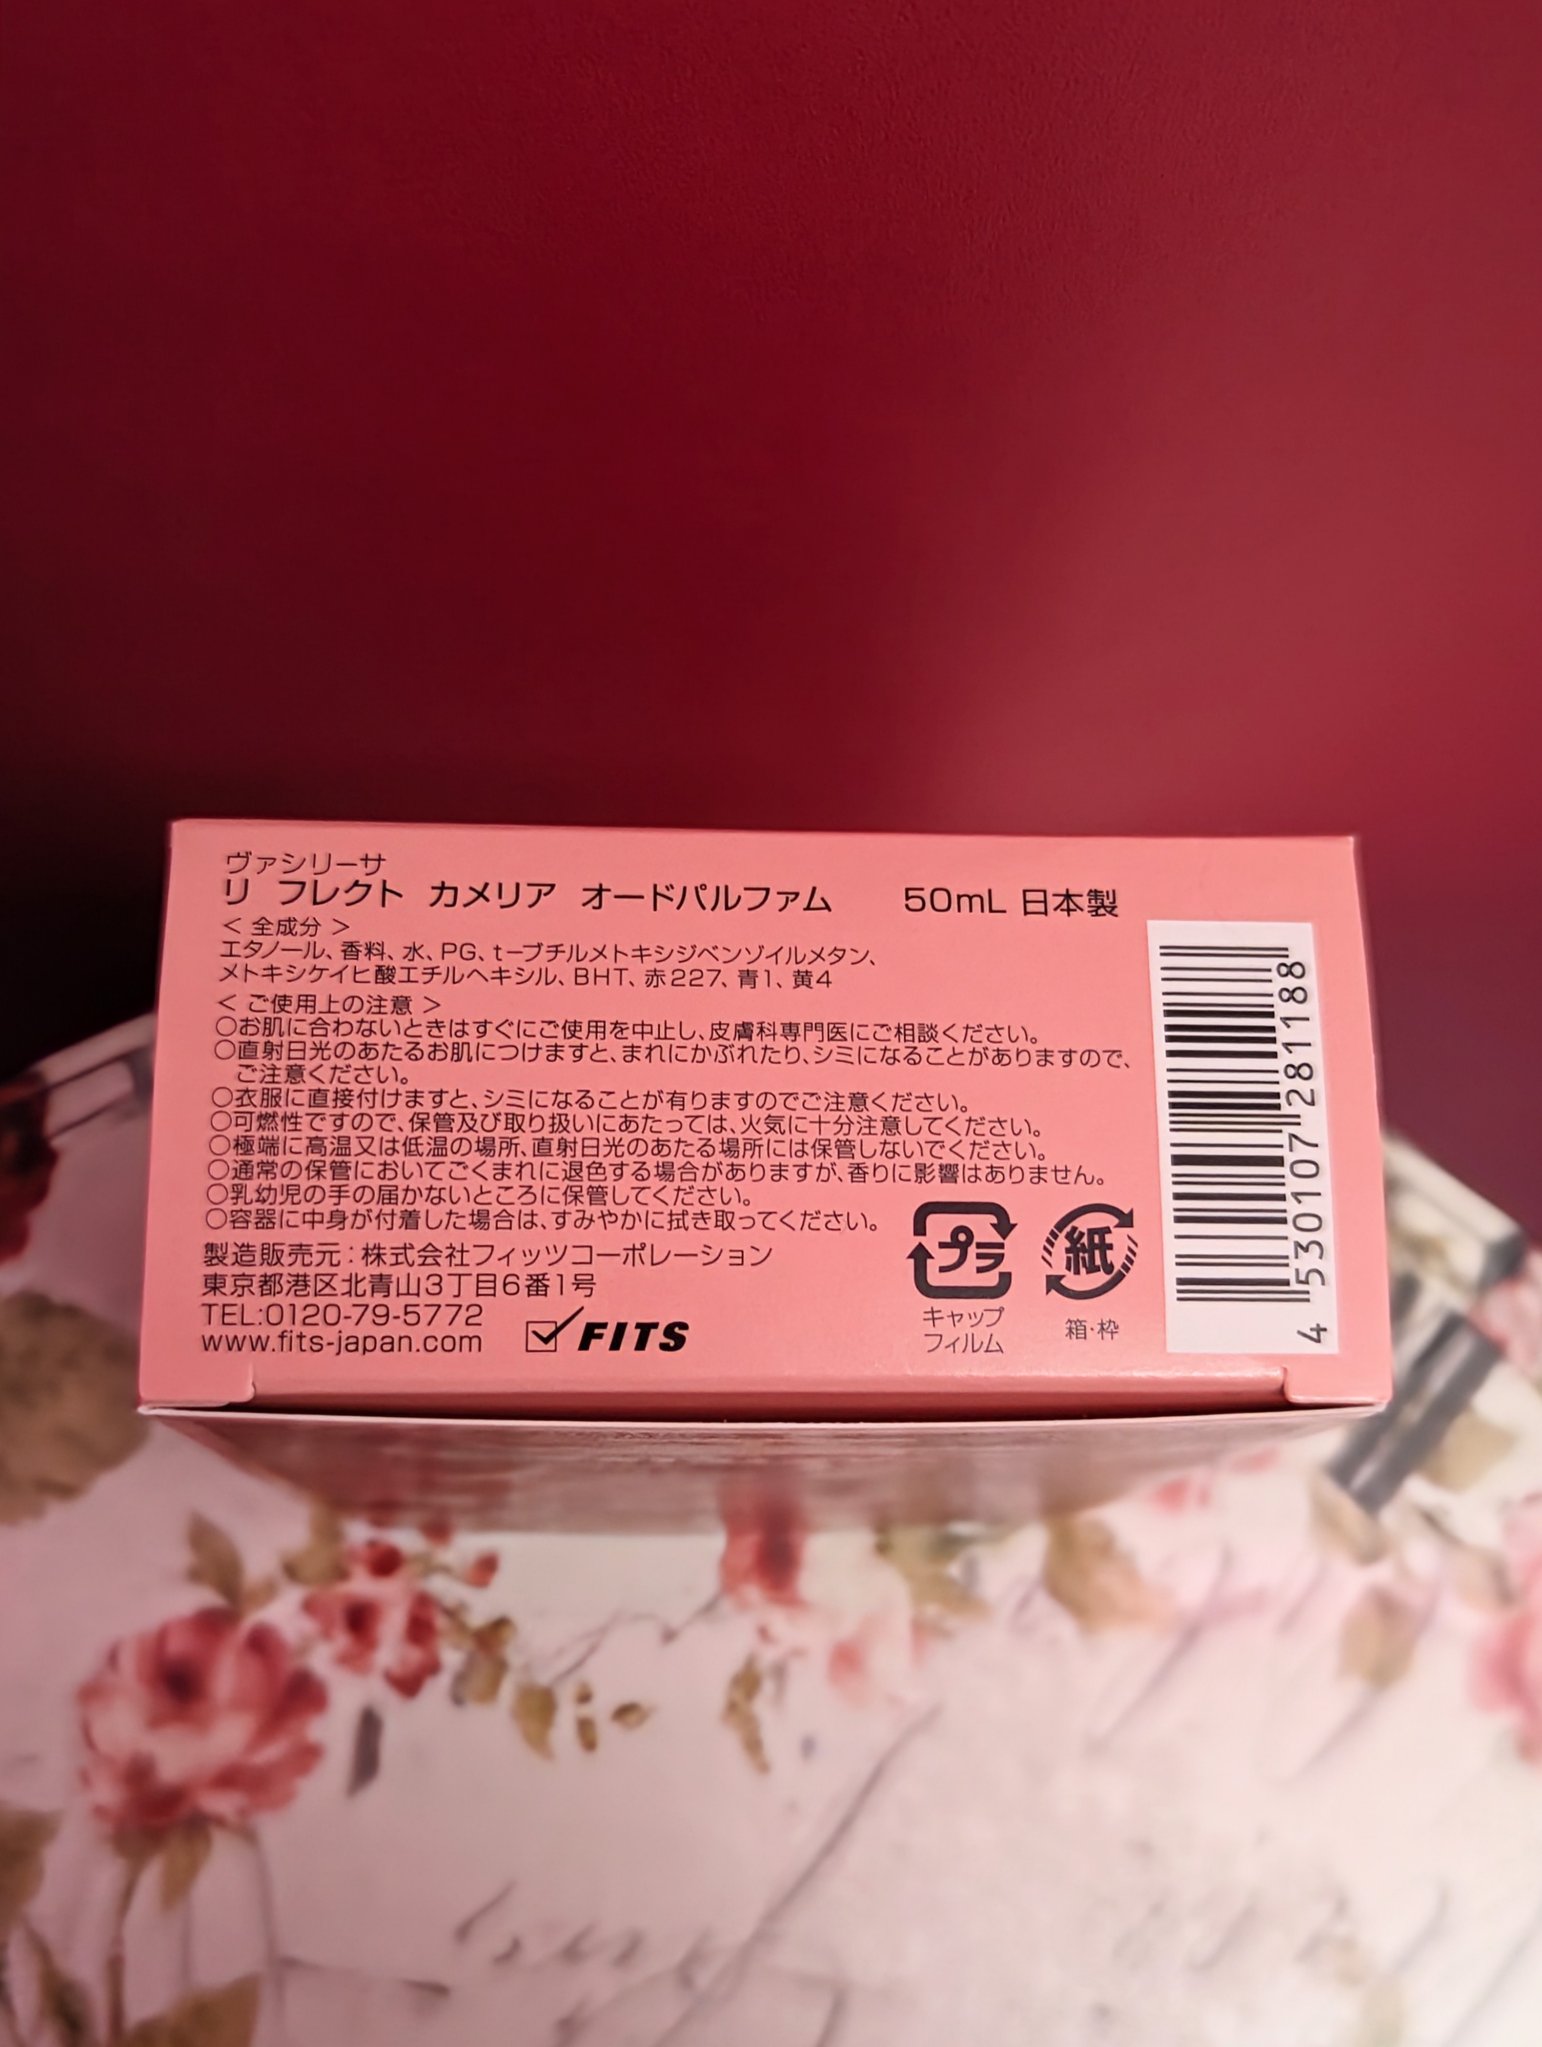 ヴァシリーサ
リ フレクト カメリア オードパルファム 50mL 日本製
＜ 全成分 ＞
エタノール、香料、水、PG、t-ブチルメトキシジベンゾイルメタン、
メトキシケイヒ酸エチルヘキシル、BHT、赤227、青1、黄4
＜ ご使用上の注意 ＞
○お肌に合わないときはすぐにご使用を中止し、皮膚科専門医にご相談ください。
○直射日光のあたるお肌につけますと、まれにかぶれたり、シミになることがありますので、
ご注意ください。
○衣服に直接付けますと、シミになることが有りますのでご注意ください。
○可燃性ですので、保管及び取り扱いにあたっては、火気に十分注意してください。
○極端に高温又は低温の場所、直射日光のあたる場所には保管しないでください。
○通常の保管においてごくまれに退色する場合がありますが、香りに影響はありません。
○乳幼児の手の届かないところに保管してください。
○容器に中身が付着した場合は、すみやかに拭き取ってください。
製造販売元：株式会社フィッツコーポレーション
東京都港区北青山3丁目6番1号
TEL:0120-79-5772
www.fits-japan.com
FITS
プラ
キャップ
フィルム
紙
箱・枠
4 530107 281188